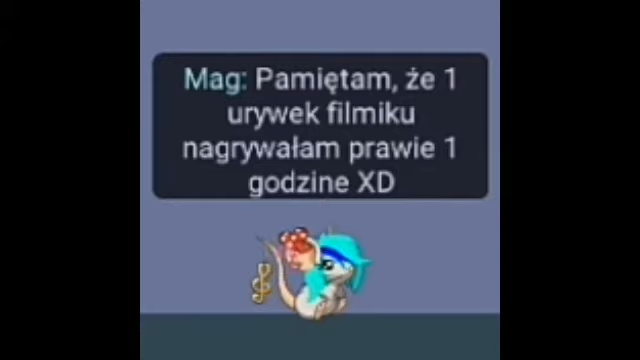 Mag: Pamiętam, że 1
urywek filmiku
nagrywałam prawie 1
godzine XD